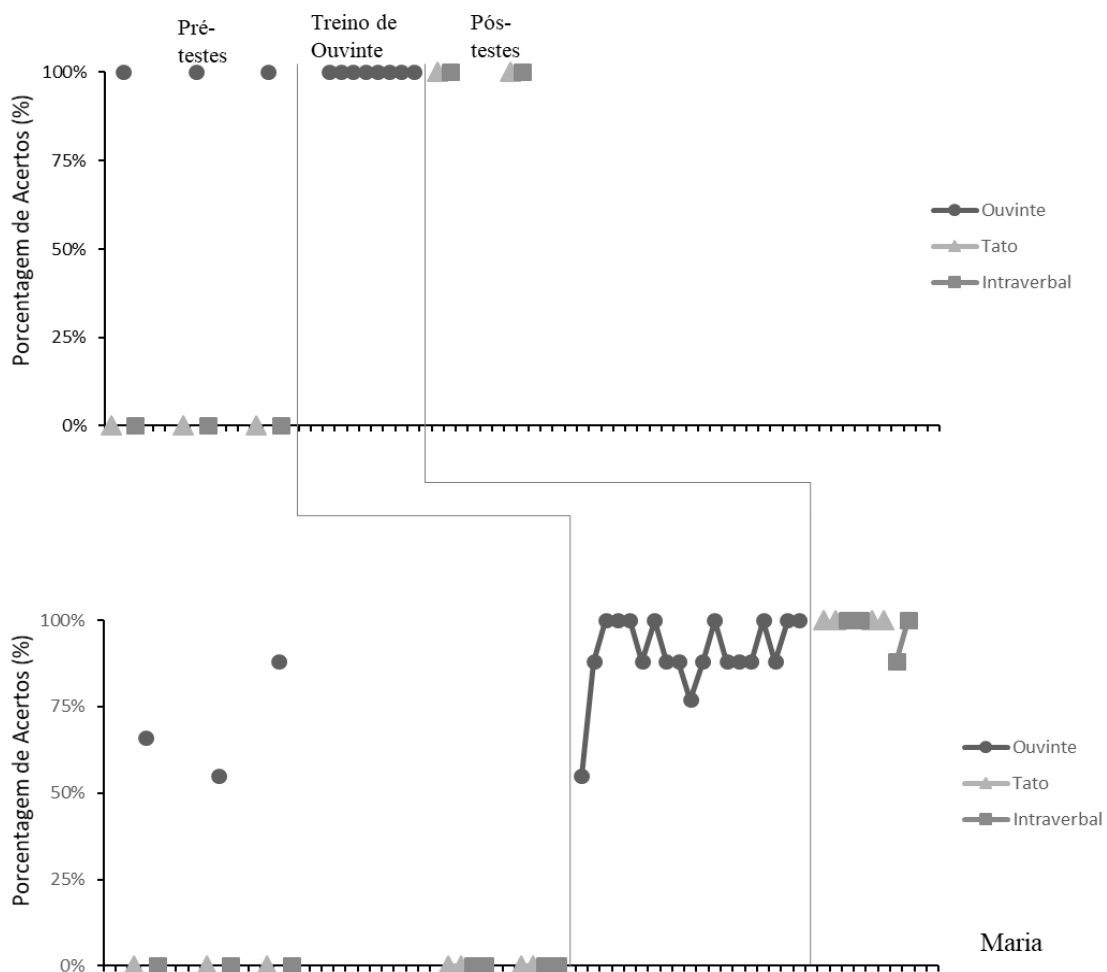 Pré-
testes
Treino de
Ouvinte
Pós-
testes
Porcentagem de Acertos (%)
100%
75%
50%
25%
0%
Ouvinte
Tato
Intraverbal
Porcentagem de Acertos (%)
100%
75%
50%
25%
0%
Ouvinte
Tato
Intraverbal
Maria